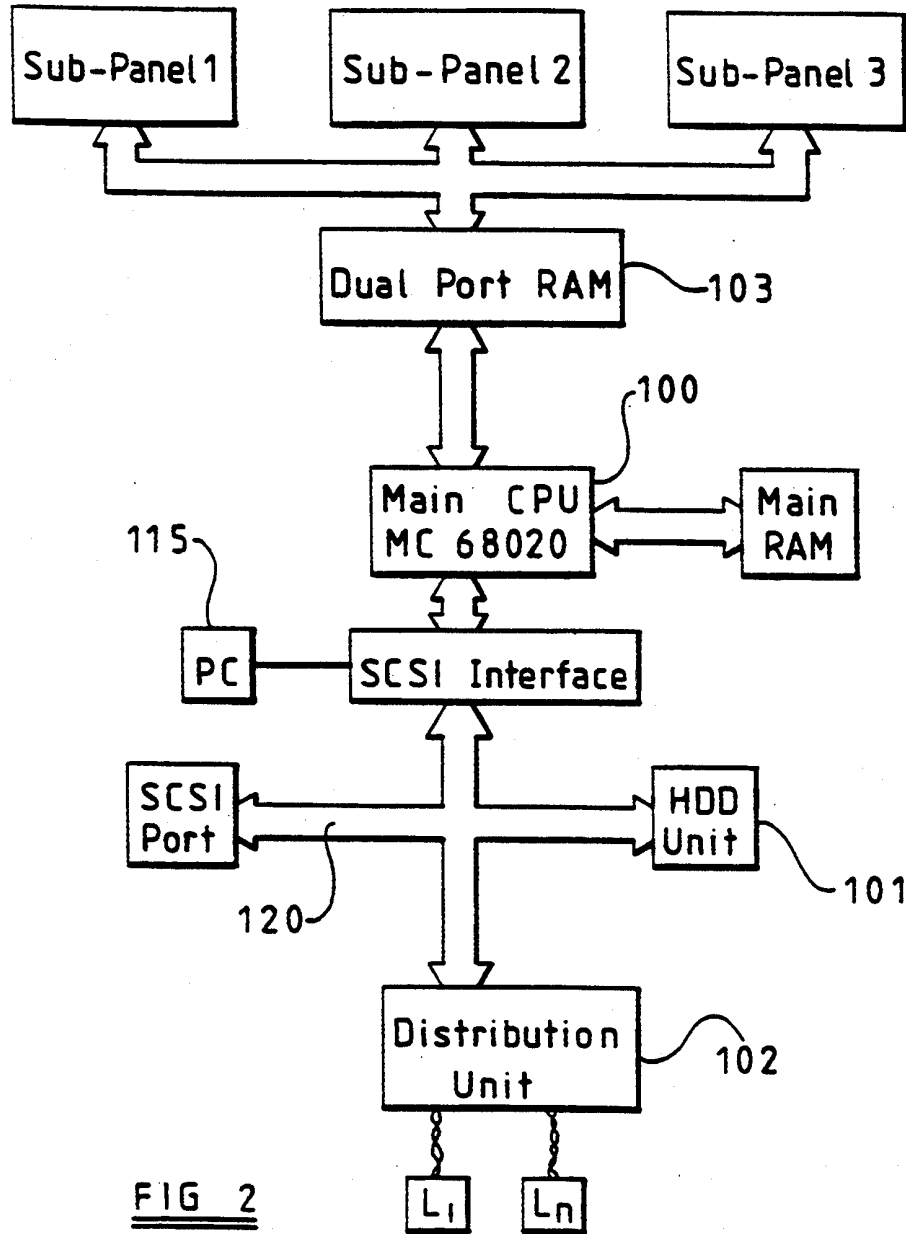 Sub-Panel 1
Sub-Panel 2
Sub-Panel 3
Dual Port RAM
103
100
Main CPU
MC 68020
Main
RAM
115
PC
SCSI Interface
SCSI
Port
HDD
Unit
120
101
Distribution
Unit
102
L1
Ln
FIG 2